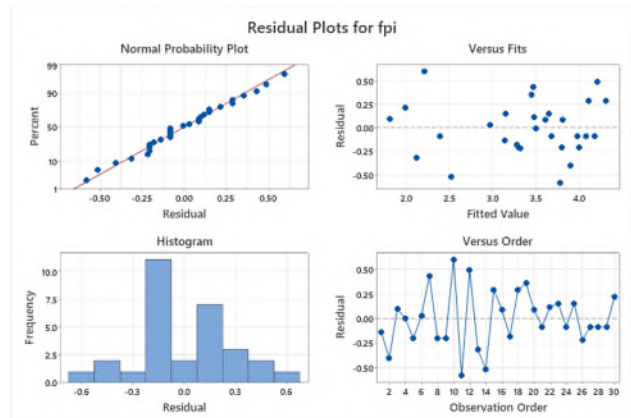 Residual Plots for fpi
Normal Probability Plot
99
90
50
10
1
Percent
-0.50 -0.25 0.00 0.25 0.50
Residual
Versus Fits
0.50
0.25
0.00
-0.25
-0.50
Residual
2.0 2.5 3.0 3.5 4.0
Fitted Value
Histogram
10.0
7.5
5.0
2.5
0.0
Frequency
-0.6 -0.3 0.0 0.3 0.6
Residual
Versus Order
0.50
0.25
0.00
-0.25
-0.50
Residual
2 4 6 8 10 12 14 16 18 20 22 24 26 28 30
Observation Order